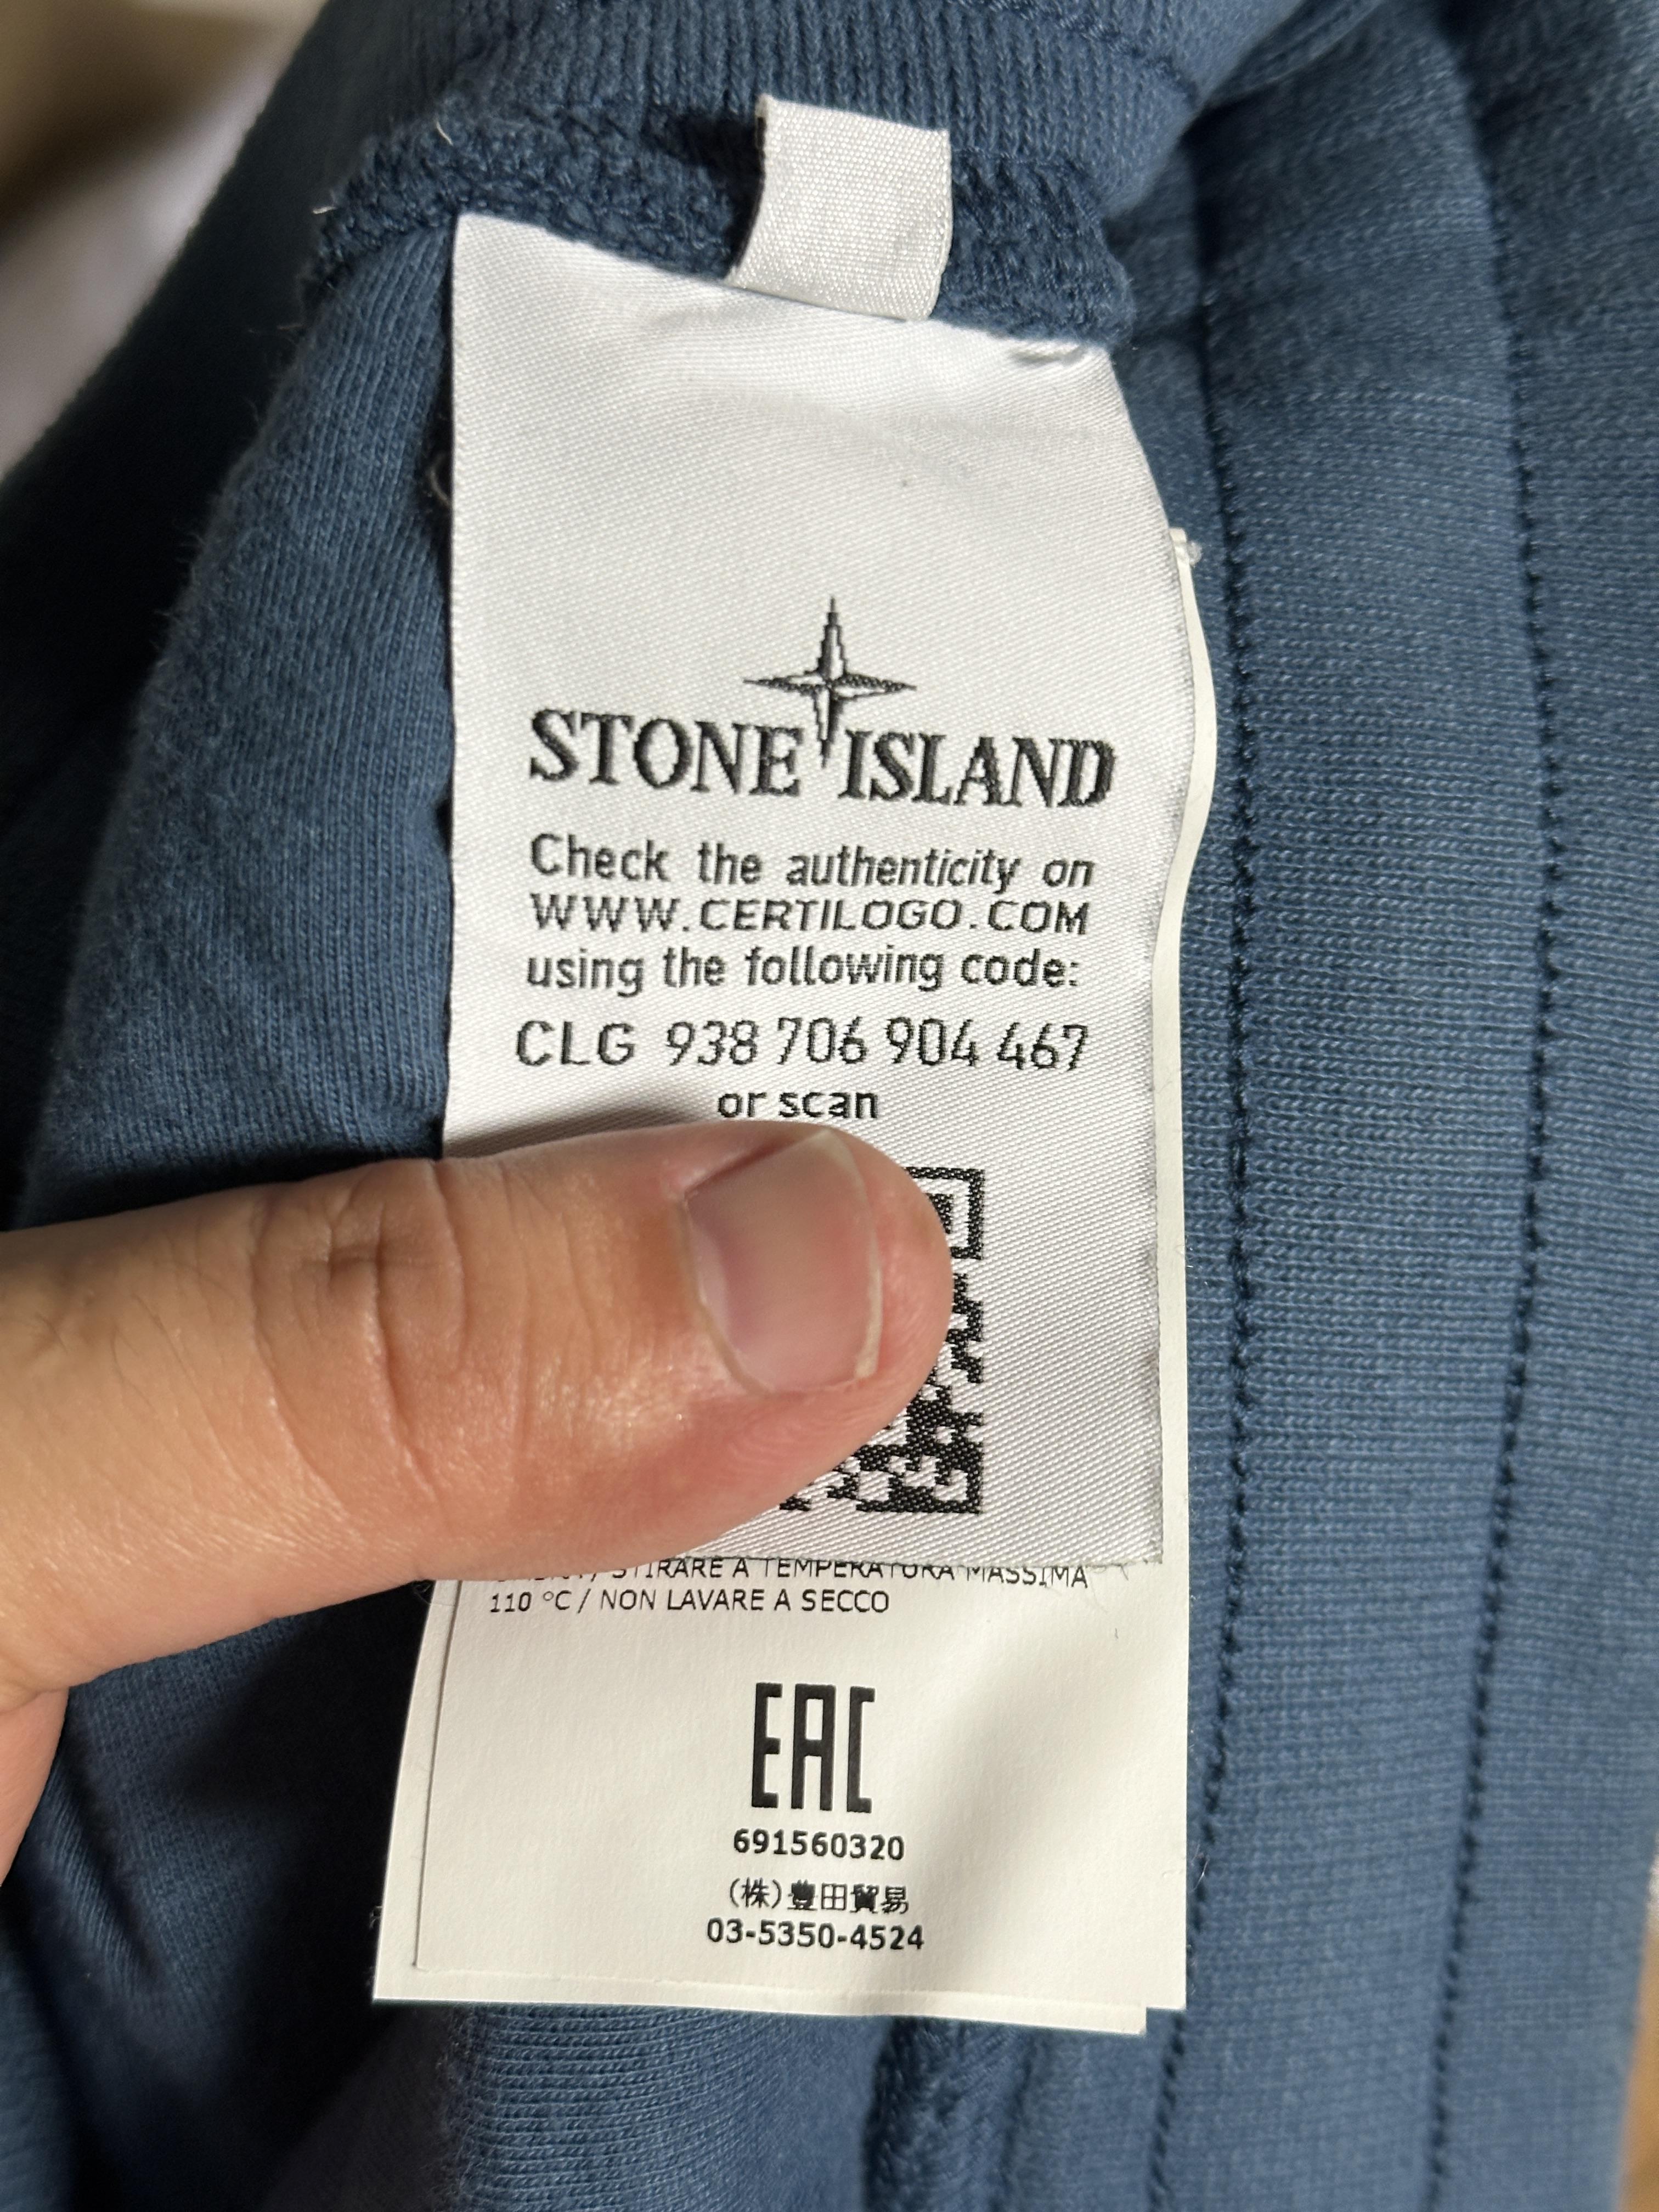 STONE ISLAND
Check the authenticity on
WWW.CERTILOGO.COM
using the following code:
CLG 938 706 904 467
or scan
STIRARE A TEMPERATURA MASSIMA
110 °C / NON LAVARE A SECCO
EAC
691560320
(株)豊田貿易
03-5350-4524